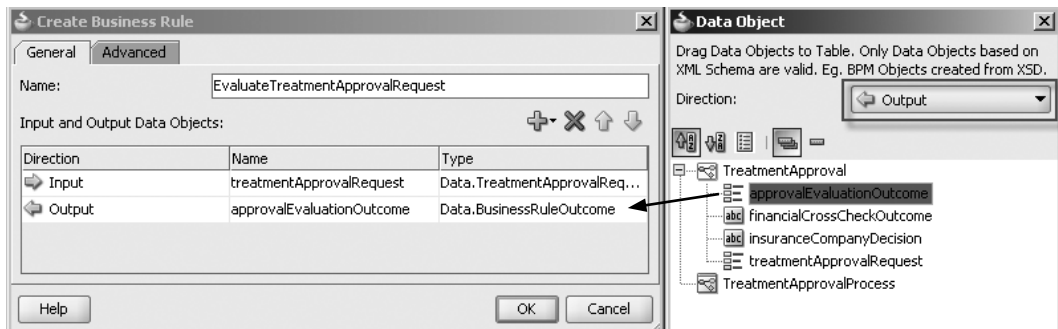 Create Business Rule
General Advanced
Name: EvaluateTreatmentApprovalRequest
Input and Output Data Objects:
Direction Name Type
Input treatmentApprovalRequest Data.TreatmentApprovalReq...
Output approvalEvaluationOutcome Data.BusinessRuleOutcome
Help OK Cancel
Data Object
Drag Data Objects to Table. Only Data Objects based on
XML Schema are valid. Eg. BPM Objects created from XSD.
Direction: Output
TreatmentApproval
approvalEvaluationOutcome
abc financialCrossCheckOutcome
abc insuranceCompanyDecision
treatmentApprovalRequest
TreatmentApprovalProcess